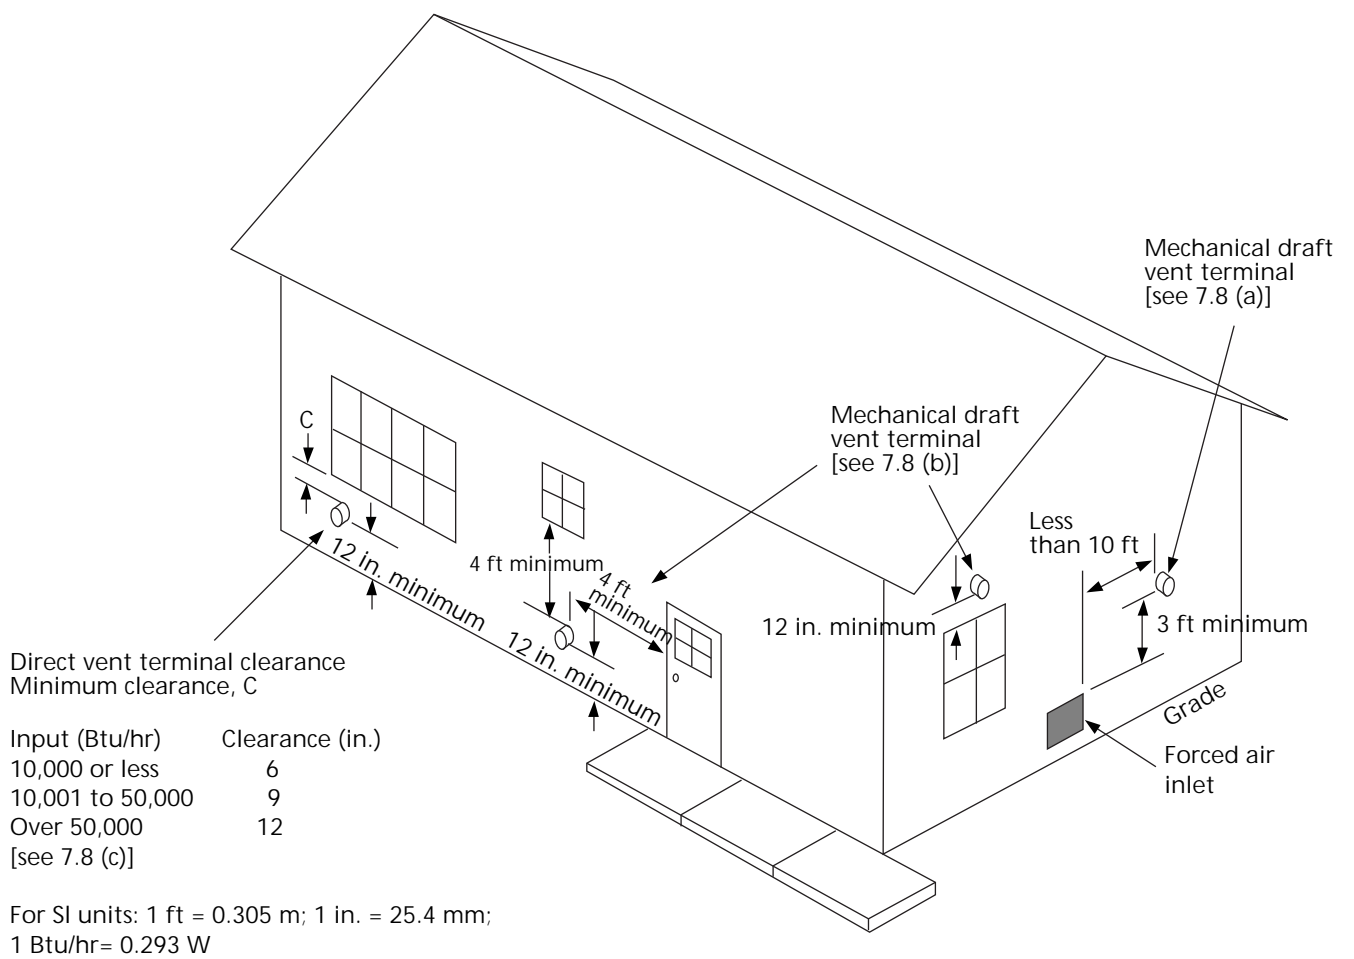 Mechanical draft
vent terminal
[see 7.8 (a)]
Mechanical draft
vent terminal
[see 7.8 (b)]
C
Less
than 10 ft
12 in. minimum
4 ft minimum
4 ft
minimum
12 in. minimum
12 in. minimum
3 ft minimum
Grade
Forced air
inlet
Direct vent terminal clearance
Minimum clearance, C
Input (Btu/hr) Clearance (in.)
10,000 or less 6
10,001 to 50,000 9
Over 50,000 12
[see 7.8 (c)]
For SI units: 1 ft = 0.305 m; 1 in. = 25.4 mm;
1 Btu/hr= 0.293 W